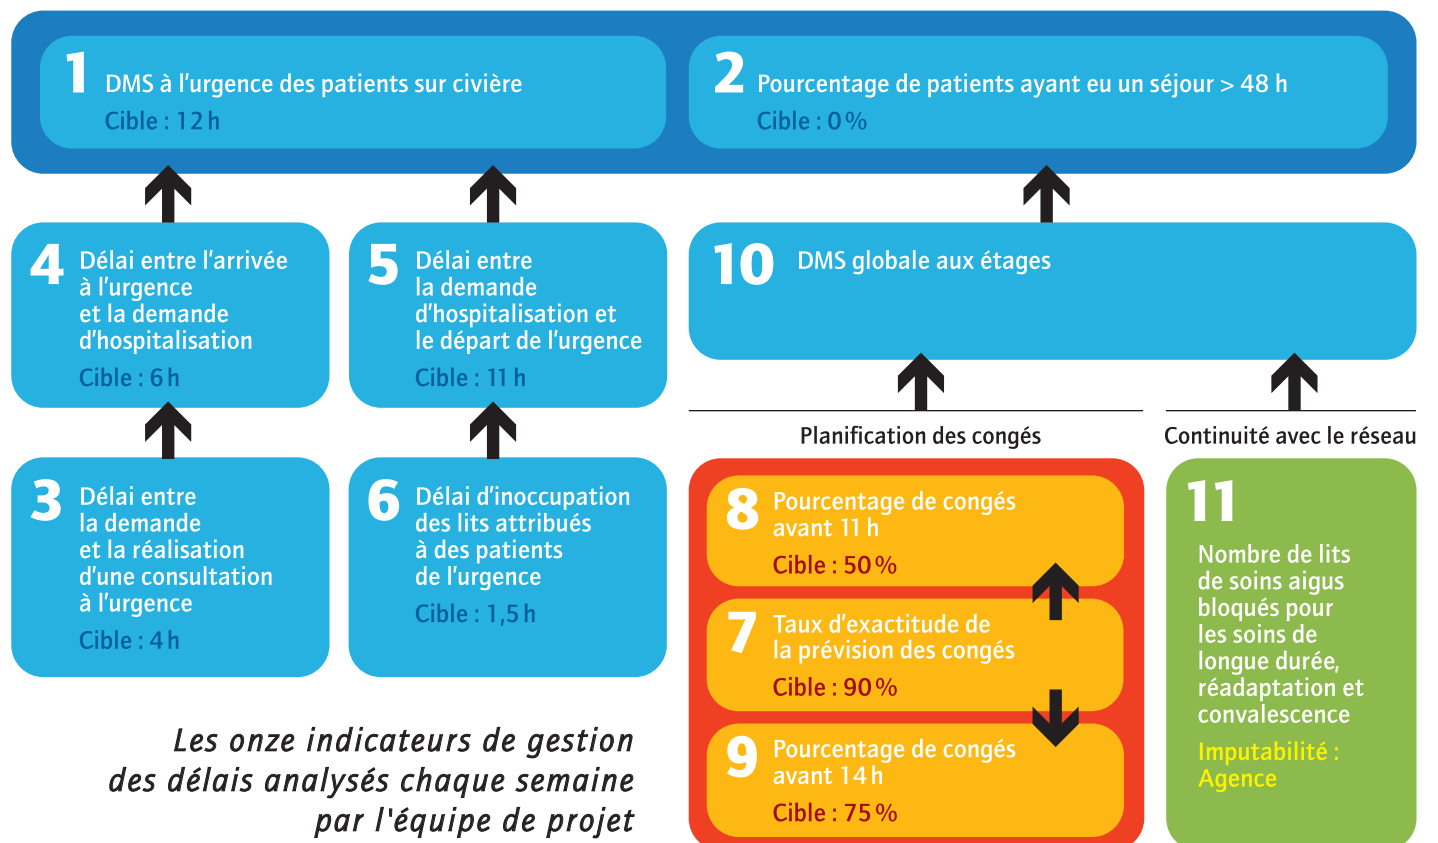 1 DMS à l'urgence des patients sur civière
Cible : 12 h
2 Pourcentage de patients ayant eu un séjour > 48 h
Cible : 0 %
4 Délai entre l'arrivée
à l'urgence
et la demande
d'hospitalisation
Cible : 6 h
5 Délai entre
la demande
d'hospitalisation et
le départ de l'urgence
Cible : 11 h
10 DMS globale aux étages
3 Délai entre
la demande
et la réalisation
d'une consultation
à l'urgence
Cible : 4 h
6 Délai d'inoccupation
des lits attribués
à des patients
de l'urgence
Cible : 1,5 h
Planification des congés
8 Pourcentage de congés
avant 11 h
Cible : 50 %
7 Taux d'exactitude de
la prévision des congés
Cible : 90 %
9 Pourcentage de congés
avant 14 h
Cible : 75 %
Continuité avec le réseau
11
Nombre de lits
de soins aigus
bloqués pour
les soins de
longue durée,
réadaptation et
convalescence
Imputabilité :
Agence
Les onze indicateurs de gestion
des délais analysés chaque semaine
par l'équipe de projet